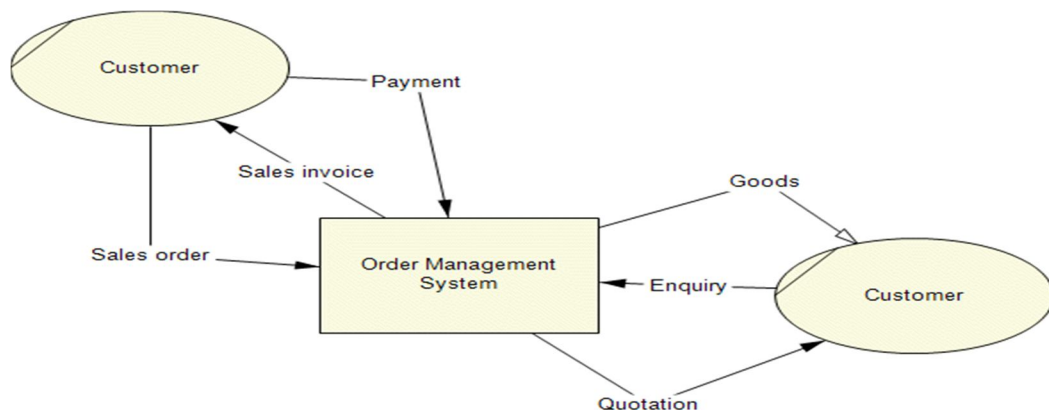 Customer
Payment
Sales invoice
Goods
Sales order
Order Management
System
Enquiry
Customer
Quotation